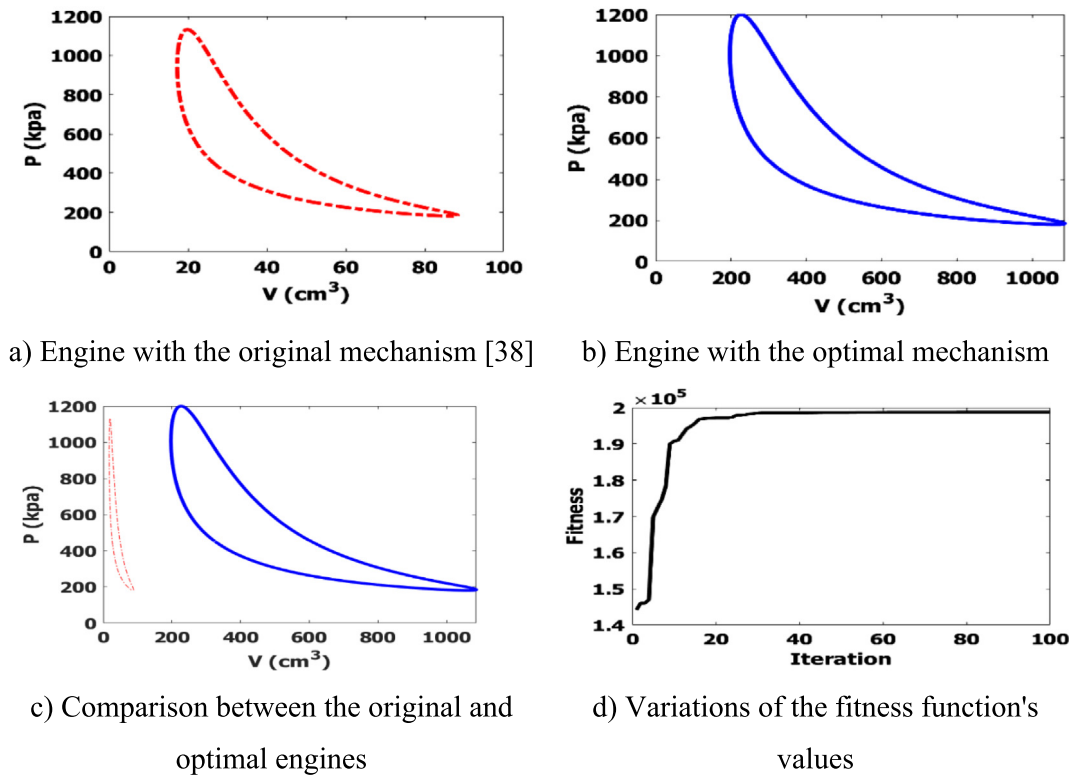 1200
1000
800
600
400
200
0
P (kpa)
0 20 40 60 80 100
V (cm³)
a) Engine with the original mechanism [38]
1200
1000
800
600
400
200
0
P (kpa)
0 200 400 600 800 1000
V (cm³)
b) Engine with the optimal mechanism
1200
1000
800
600
400
200
0
P (kpa)
0 200 400 600 800 1000
V (cm³)
c) Comparison between the original and
optimal engines
× 10⁵
2
1.9
1.8
1.7
1.6
1.5
1.4
Fitness
0 20 40 60 80 100
Iteration
d) Variations of the fitness function's
values